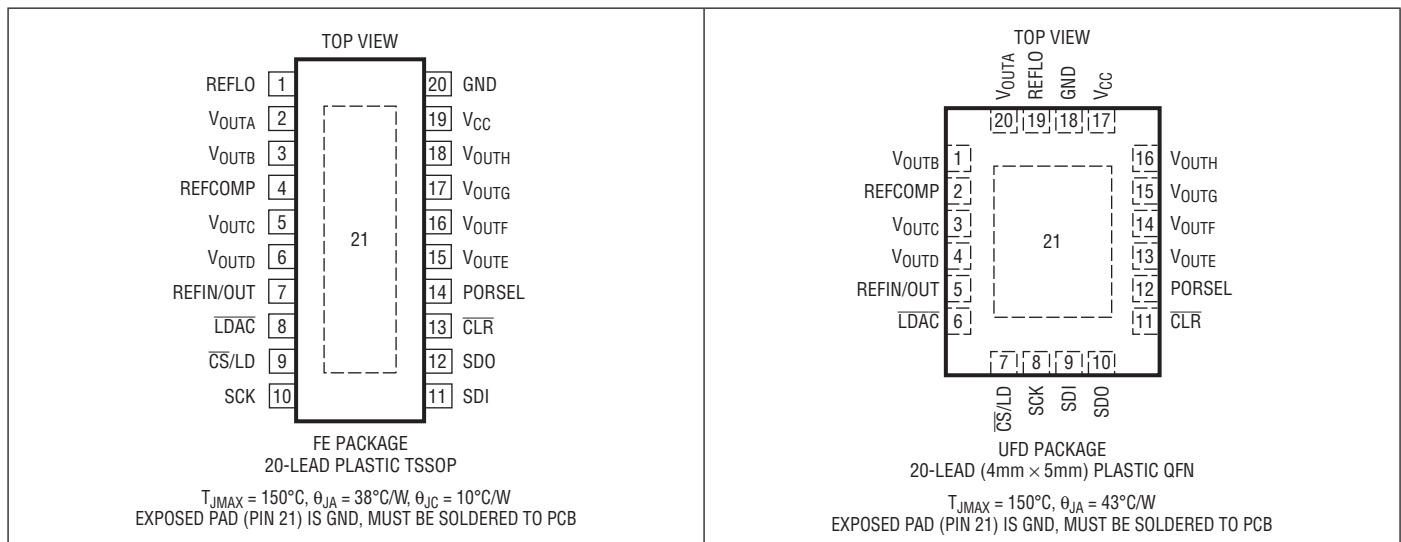 TOP VIEW
REFLO 1
VOUTA 2
VOUTB 3
REFCOMP 4
VOUTC 5
VOUTD 6
REFIN/OUT 7
L̅D̅A̅C̅ 8
C̅S̅/LD 9
SCK 10
20 GND
19 VCC
18 VOUTH
17 VOUTG
16 VOUTF
15 VOUTE
14 PORSEL
13 C̅L̅R̅
12 SDO
11 SDI
21
FE PACKAGE
20-LEAD PLASTIC TSSOP
TJMAX = 150°C, θJA = 38°C/W, θJC = 10°C/W
EXPOSED PAD (PIN 21) IS GND, MUST BE SOLDERED TO PCB
TOP VIEW
VOUTA
REFLO
GND
VCC
20 19 18 17
VOUTB 1
REFCOMP 2
VOUTC 3
VOUTD 4
REFIN/OUT 5
L̅D̅A̅C̅ 6
16 VOUTH
15 VOUTG
14 VOUTF
13 VOUTE
12 PORSEL
11 C̅L̅R̅
21
7 8 9 10
C̅S̅/LD
SCK
SDI
SDO
UFD PACKAGE
20-LEAD (4mm × 5mm) PLASTIC QFN
TJMAX = 150°C, θJA = 43°C/W
EXPOSED PAD (PIN 21) IS GND, MUST BE SOLDERED TO PCB